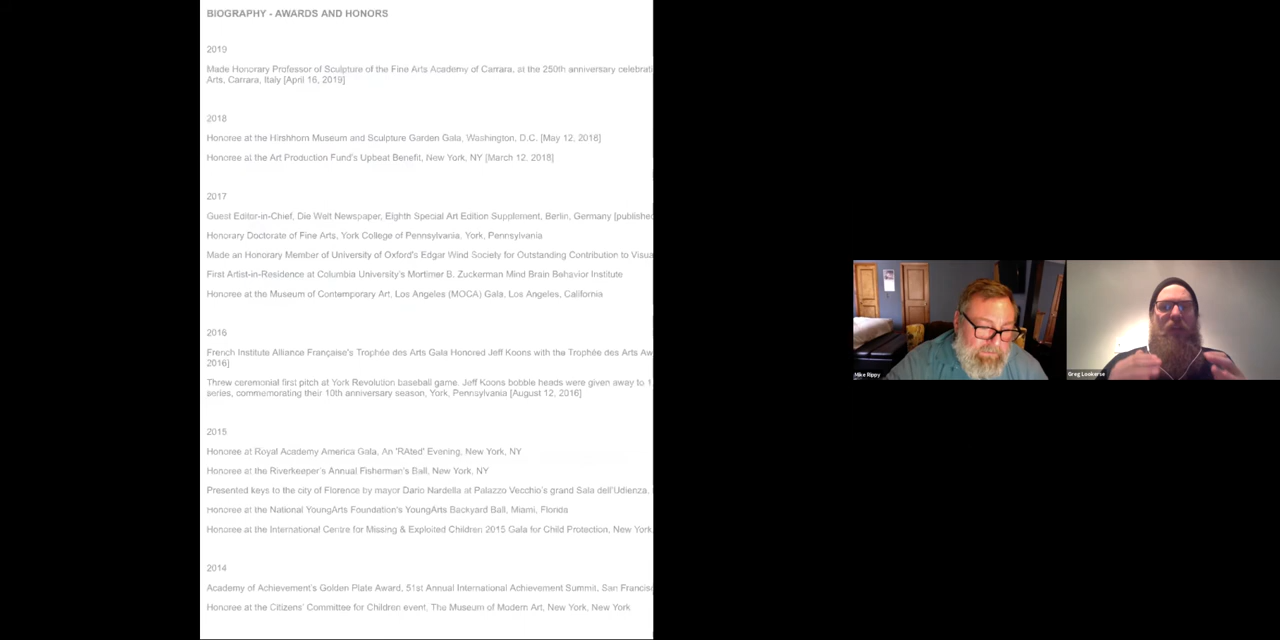 BIOGRAPHY - AWARDS AND HONORS
2019
Made Honorary Professor of Sculpture of the Fine Arts Academy of Carrara, at the 250th anniversary celebrati
Arts, Carrara, Italy [April 16, 2019]
2018
Honoree at the Hirshhorn Museum and Sculpture Garden Gala, Washington, D.C. [May 12, 2018]
Honoree at the Art Production Fund's Upbeat Benefit, New York, NY [March 12, 2018]
2017
Guest Editor-in-Chief, Die Welt Newspaper, Eighth Special Art Edition Supplement, Berlin, Germany [published
Honorary Doctorate of Fine Arts, York College of Pennsylvania, York, Pennsylvania
Made an Honorary Member of University of Oxford's Edgar Wind Society for Outstanding Contribution to Visua
First Artist-in-Residence at Columbia University's Mortimer B. Zuckerman Mind Brain Behavior Institute
Honoree at the Museum of Contemporary Art, Los Angeles (MOCA) Gala, Los Angeles, California
2016
French Institute Alliance Française's Trophée des Arts Gala Honored Jeff Koons with the Trophée des Arts Aw
2016]
Threw ceremonial first pitch at York Revolution baseball game. Jeff Koons bobble heads were given away to 1
series, commemorating their 10th anniversary season, York, Pennsylvania [August 12, 2016]
2015
Honoree at Royal Academy America Gala, An 'RAted' Evening, New York, NY
Honoree at the Riverkeeper's Annual Fisherman's Ball, New York, NY
Presented keys to the city of Florence by mayor Dario Nardella at Palazzo Vecchio's grand Sala dell'Udienza,
Honoree at the National YoungArts Foundation's YoungArts Backyard Ball, Miami, Florida
Honoree at the International Centre for Missing & Exploited Children 2015 Gala for Child Protection, New York
2014
Academy of Achievement's Golden Plate Award, 51st Annual International Achievement Summit, San Francis
Honoree at the Citizens' Committee for Children event, The Museum of Modern Art, New York, New York
Mike Rippy
Greg Lookerse